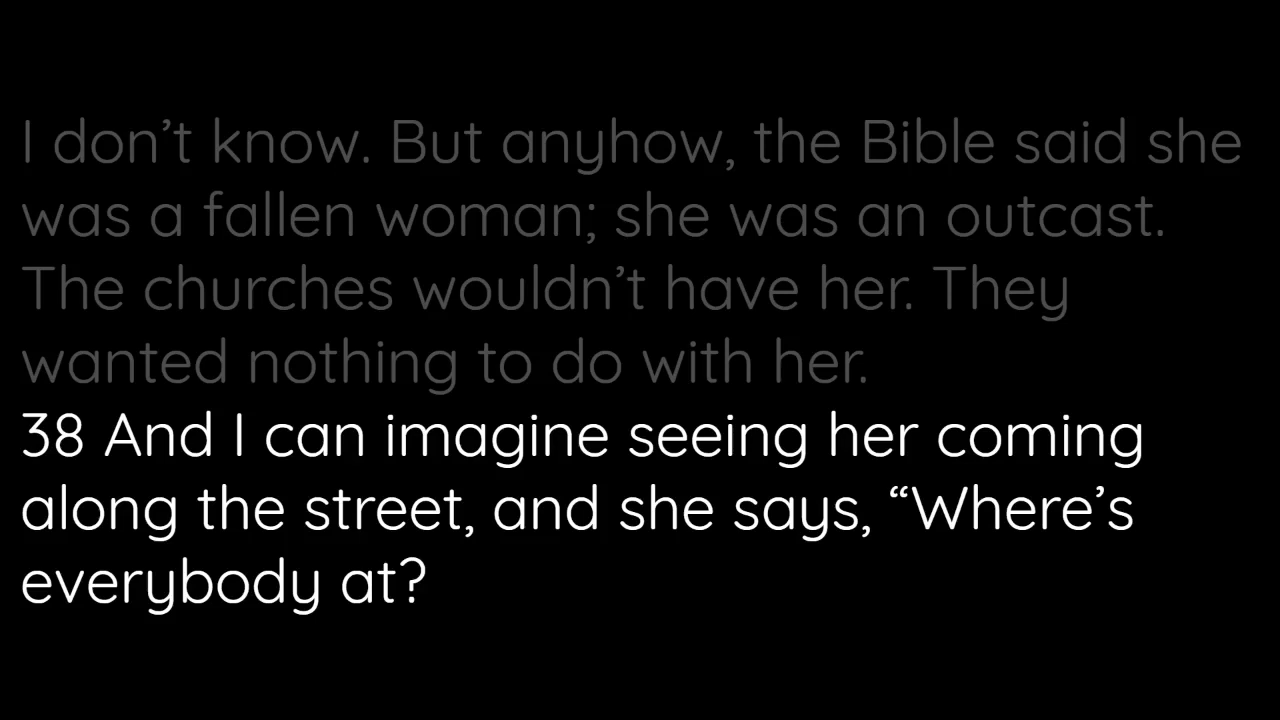 I don’t know. But anyhow, the Bible said she
was a fallen woman; she was an outcast.
The churches wouldn’t have her. They
wanted nothing to do with her.
38 And I can imagine seeing her coming
along the street, and she says, “Where’s
everybody at?